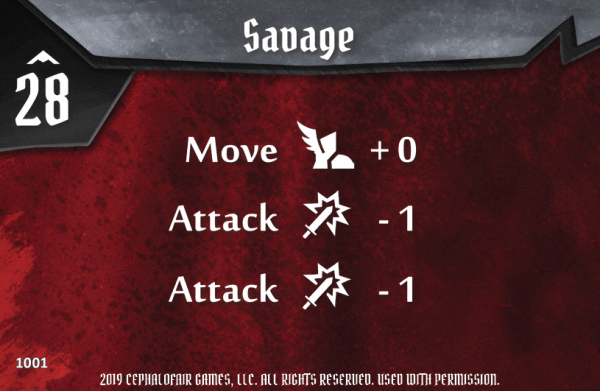 Savage
28
Move + 0
Attack - 1
Attack - 1
1001
2019 CEPHALOFAIR GAMES, LLC. ALL RIGHTS RESERVED. USED WITH PERMISSION.